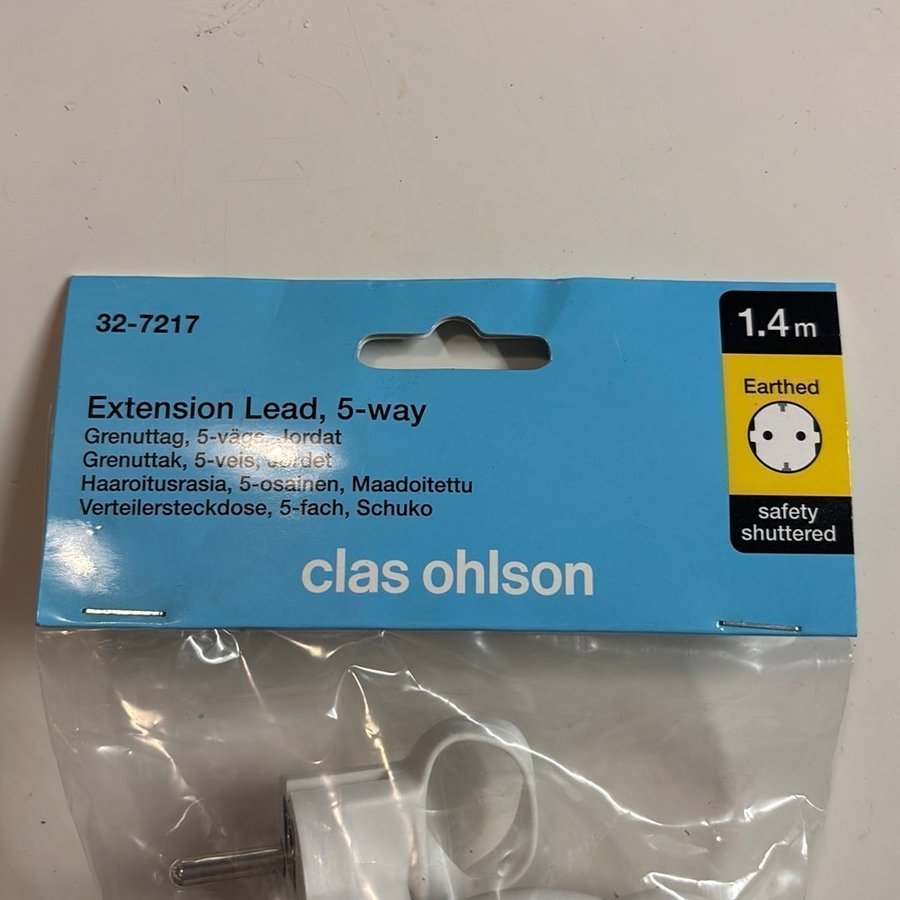 32-7217
1.4 m
Extension Lead, 5-way
Grenuttag, 5-vägs, Jordat
Grenuttak, 5-veis, Jordet
Haaroitusrasia, 5-osainen, Maadoitettu
Verteilersteckdose, 5-fach, Schuko
Earthed
safety
shuttered
clas ohlson